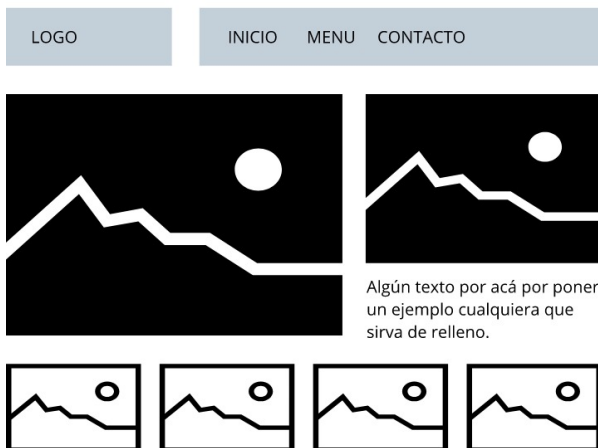 LOGO
INICIO MENU CONTACTO
Algún texto por acá por poner
un ejemplo cualquiera que
sirva de relleno.